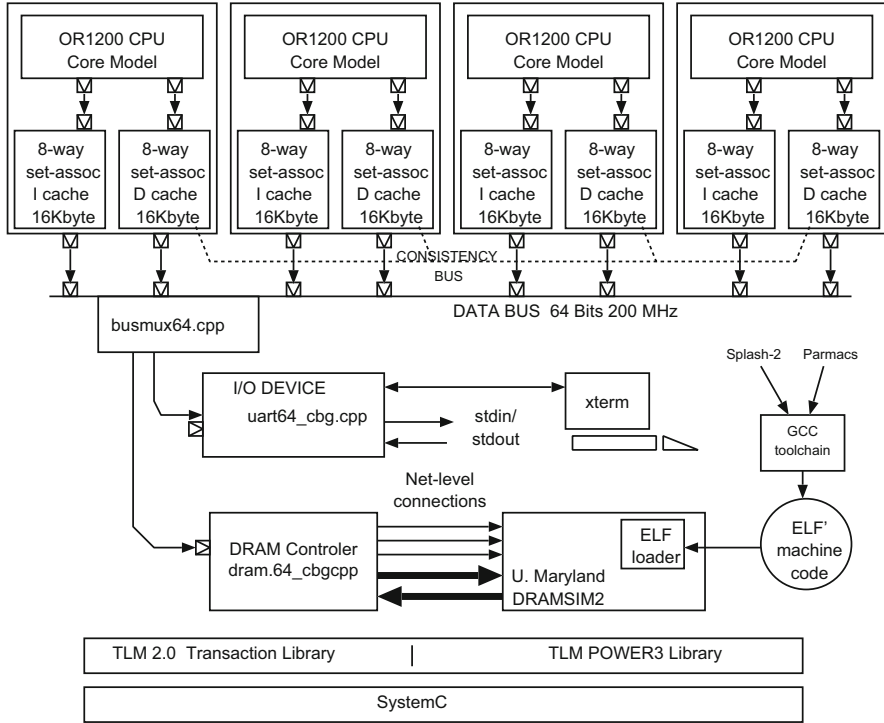 OR1200 CPU
Core Model
OR1200 CPU
Core Model
OR1200 CPU
Core Model
OR1200 CPU
Core Model
8-way
set-assoc
I cache
16Kbyte
8-way
set-assoc
D cache
16Kbyte
8-way
set-assoc
I cache
16Kbyte
8-way
set-assoc
D cache
16Kbyte
8-way
set-assoc
I cache
16Kbyte
8-way
set-assoc
D cache
16Kbyte
8-way
set-assoc
I cache
16Kbyte
8-way
set-assoc
D cache
16Kbyte
CONSISTENCY
BUS
DATA BUS 64 Bits 200 MHz
busmux64.cpp
I/O DEVICE
uart64_cbg.cpp
stdin/
stdout
xterm
Splash-2
Parmacs
GCC
toolchain
Net-level
connections
DRAM Controler
dram.64_cbgcpp
ELF
loader
U. Maryland
DRAMSIM2
ELF'
machine
code
TLM 2.0 Transaction Library | TLM POWER3 Library
SystemC